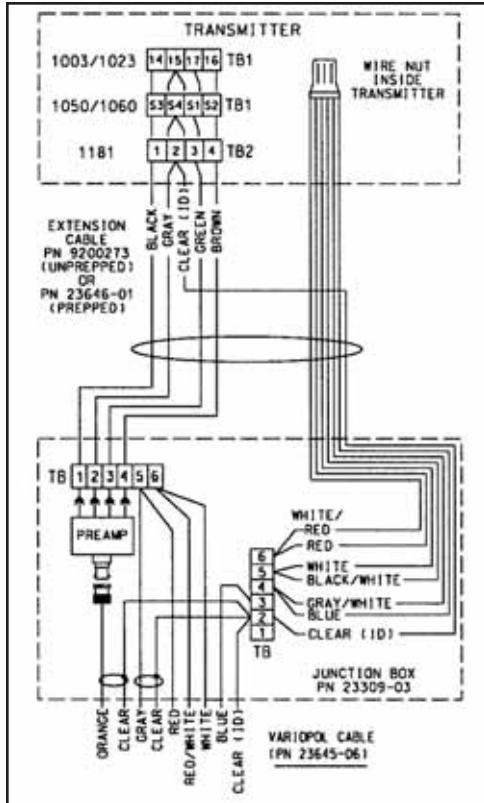 TRANSMITTER
1003/1023 14 15 17 16 TB1
1050/1060 S3 S4 S1 S2 TB1
1181 1 2 3 4 TB2
WIRE NUT
INSIDE
TRANSMITTER
EXTENSION
CABLE
PN 9200273
(UNPREPPED)
OR
PN 23646-01
(PREPPED)
BLACK
GRAY
CLEAR (ID)
GREEN
BROWN
TB 1 2 3 4 5 6
PREAMP
WHITE/
RED
RED
WHITE
BLACK/WHITE
GRAY/WHITE
BLUE
CLEAR (ID)
6
5
4
3
2
1
TB
JUNCTION BOX
PN 23309-03
ORANGE
CLEAR
GRAY
CLEAR
RED
RED/WHITE
WHITE
BLUE
CLEAR (ID)
VARIOPOL CABLE
(PN 23645-06)